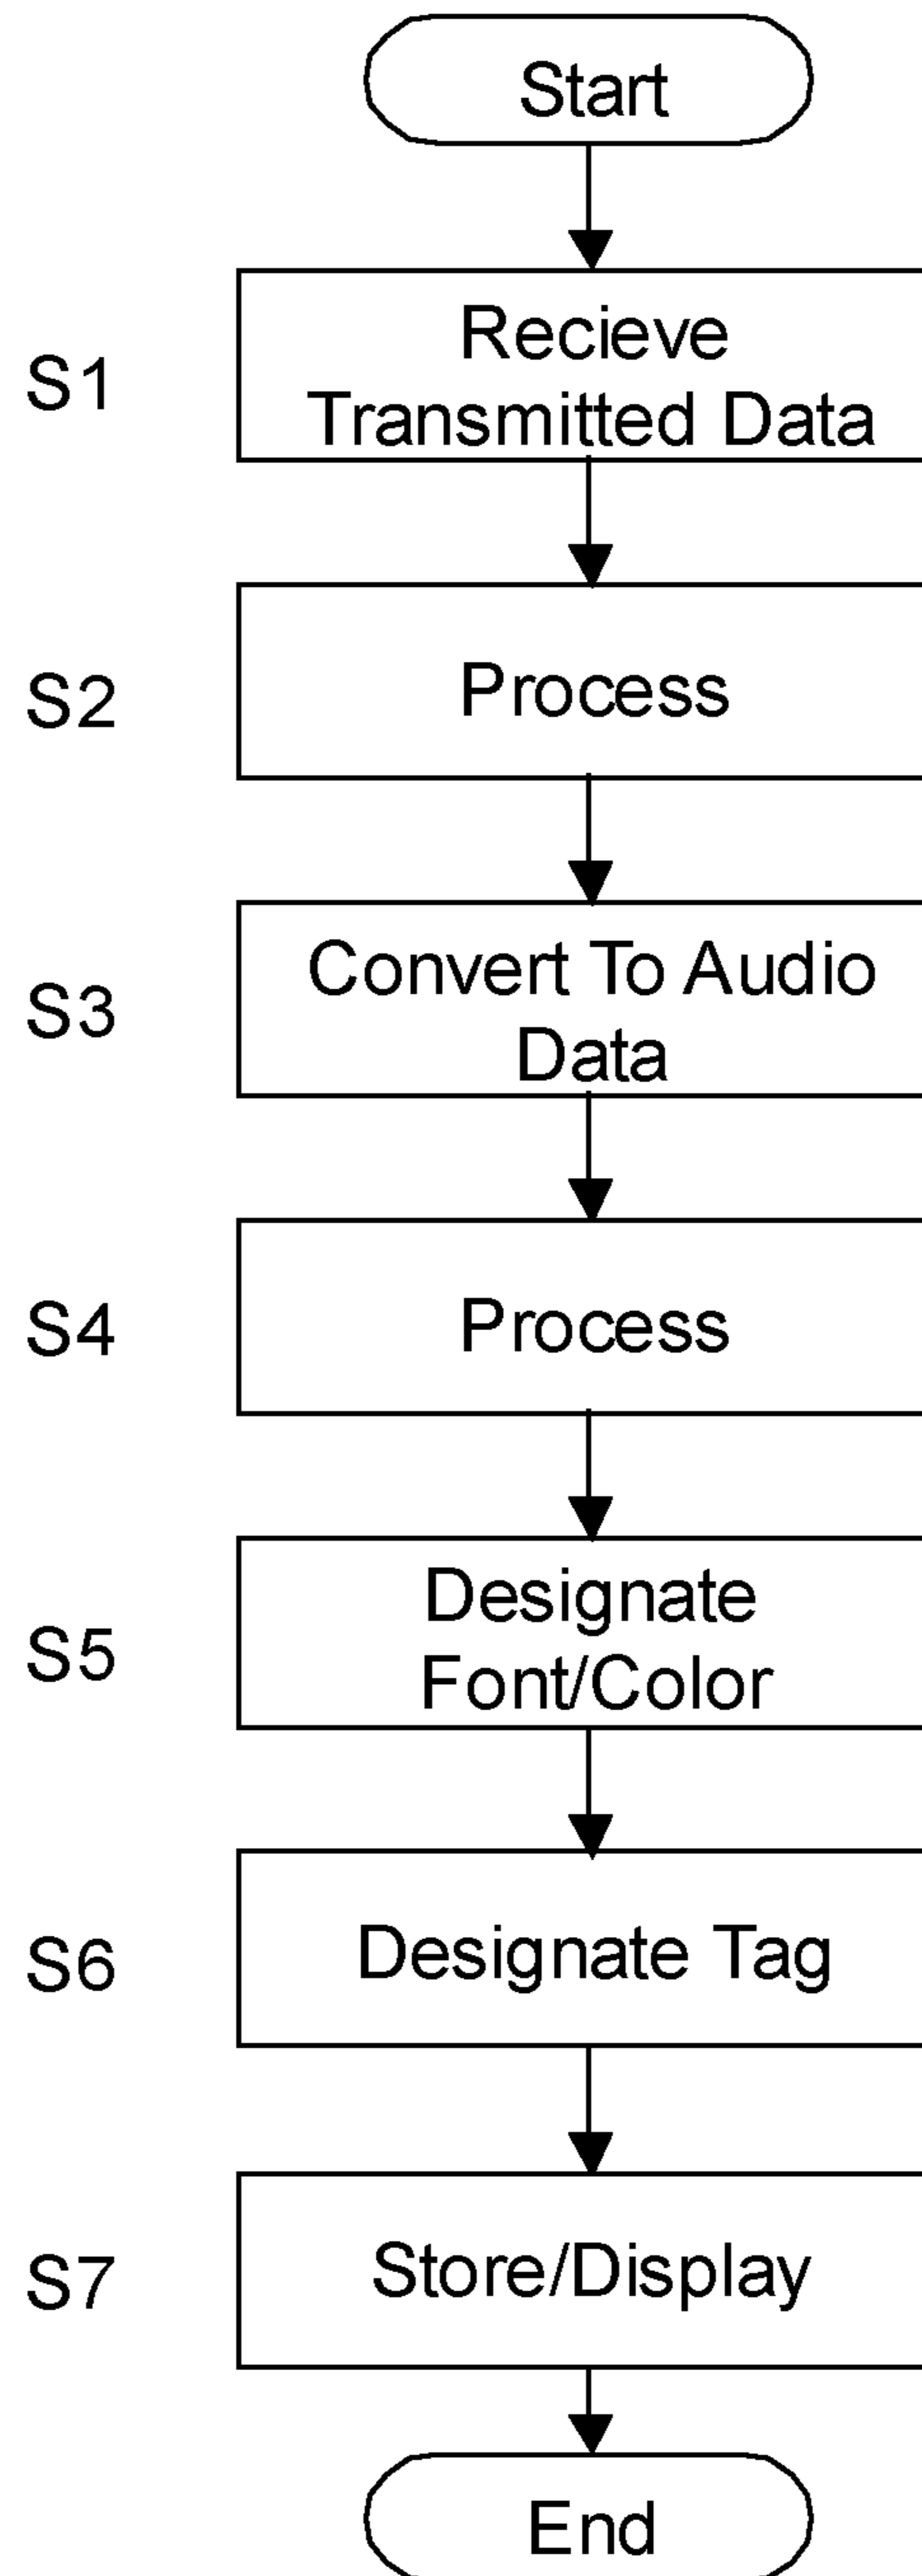 Start
S1
Recieve
Transmitted Data
S2
Process
S3
Convert To Audio
Data
S4
Process
S5
Designate
Font/Color
S6
Designate Tag
S7
Store/Display
End